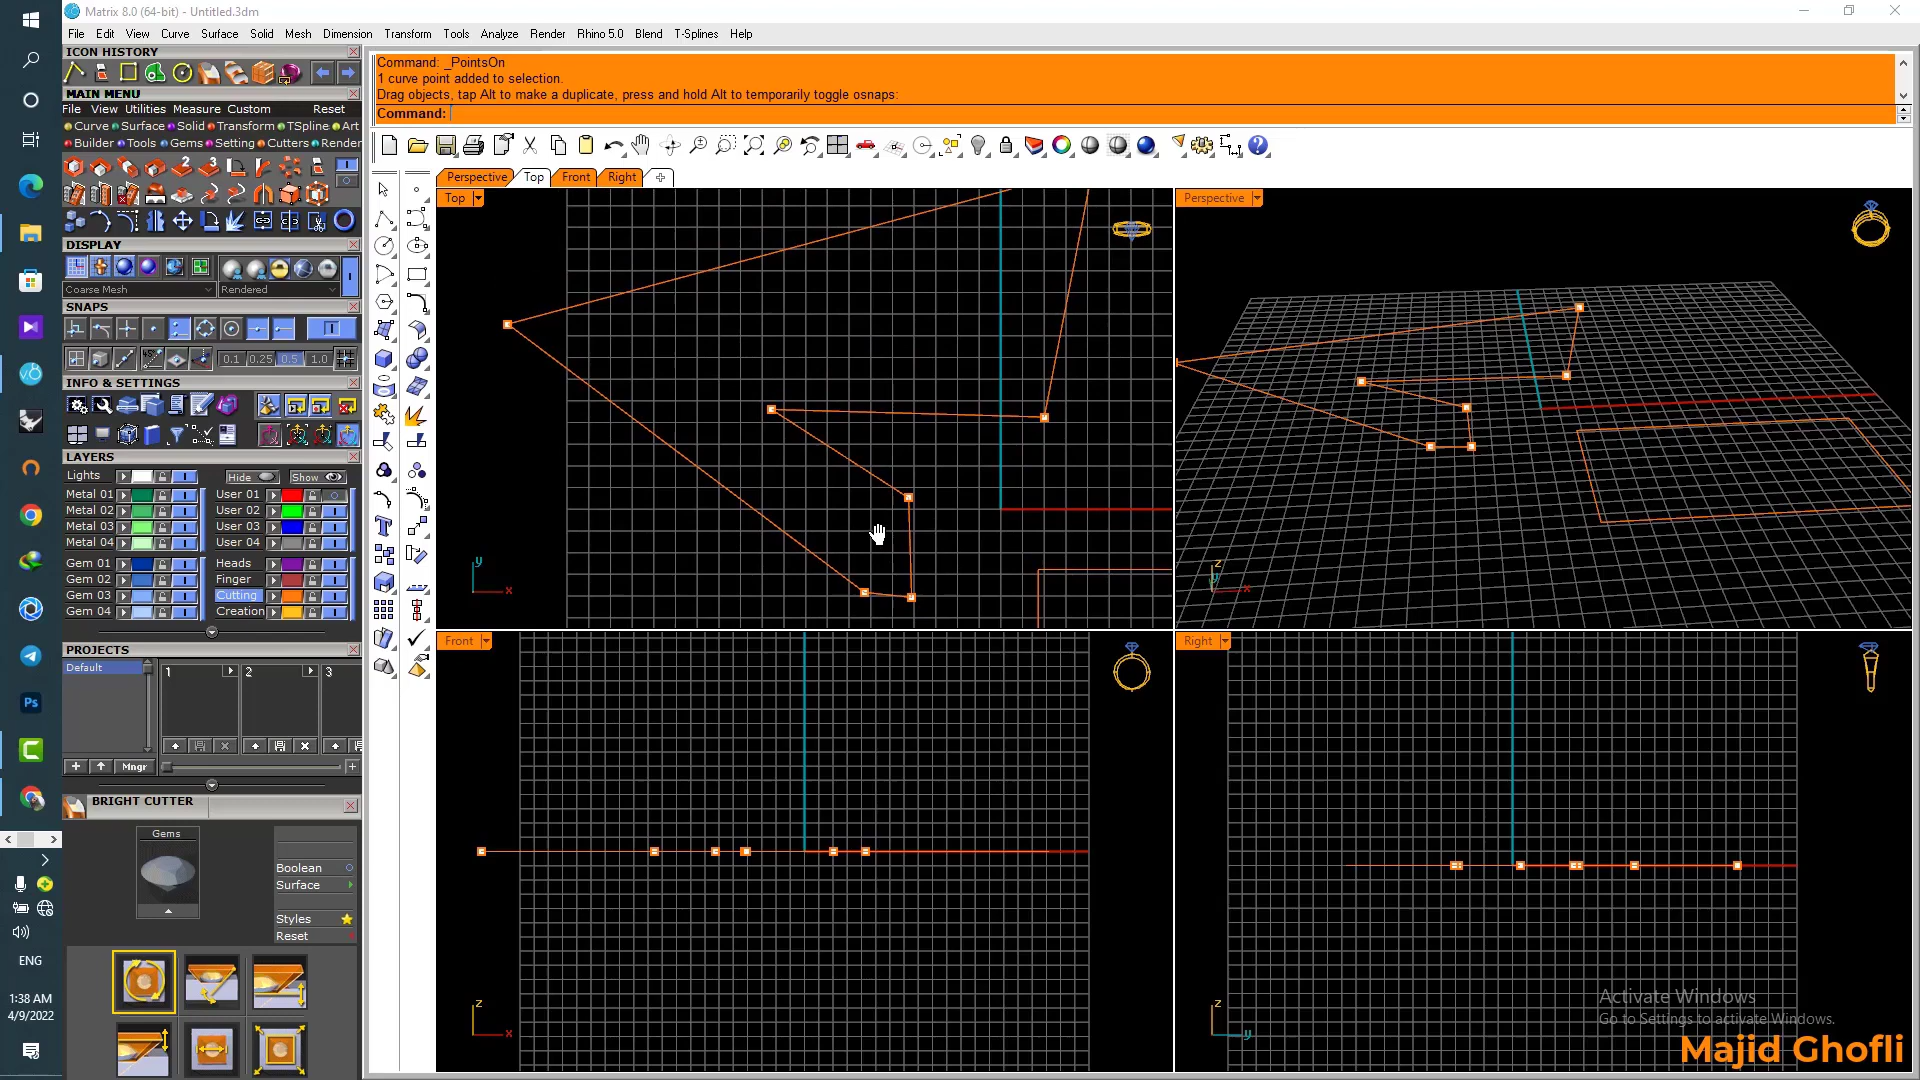 Matrix 8.0 (64-bit) - Untitled.3dm
File Edit View Curve Surface Solid Mesh Dimension Transform Tools Analyze Render Rhino 5.0 Blend T-Splines Help
ICON HISTORY
MAIN MENU
File View Utilities Measure Custom Reset
Curve Surface Solid Transform TSpline Art
Builder Tools Gems Setting Cutters Render
DISPLAY
Coarse Mesh Rendered
SNAPS
0.1 0.25 0.5 1.0
INFO & SETTINGS
LAYERS
Lights Hide Show
Metal 01 User 01
Metal 02 User 02
Metal 03 User 03
Metal 04 User 04
Gem 01 Heads
Gem 02 Finger
Gem 03 Cutting
Gem 04 Creation
PROJECTS
Default 1 2 3
Mngr
BRIGHT CUTTER
Gems
Boolean
Surface
Styles
Reset
Command: _PointsOn
1 curve point added to selection.
Drag objects, tap Alt to make a duplicate, press and hold Alt to temporarily toggle osnaps:
Command:
Perspective Top Front Right
Top
y
x
Perspective
z
y
x
Front
z
x
Right
z
y
ENG
1:38 AM
4/9/2022
Activate Windows
Go to Settings to activate Windows.
Majid Ghofli